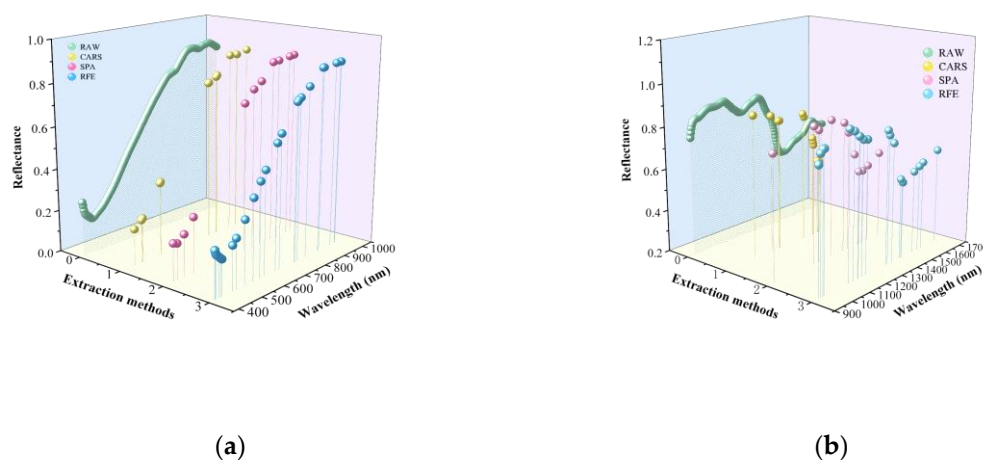 1.0
0.8
0.6
0.4
0.2
0.0
Reflectance
RAW
CARS
SPA
RFE
0
1
2
3
Extraction methods
400
500
600
700
800
900
1000
Wavelength (nm)
(a)
1.2
1.0
0.8
0.6
0.4
0.2
Reflectance
RAW
CARS
SPA
RFE
0
1
2
3
Extraction methods
900
1000
1100
1200
1300
1400
1500
1600
170
Wavelength (nm)
(b)